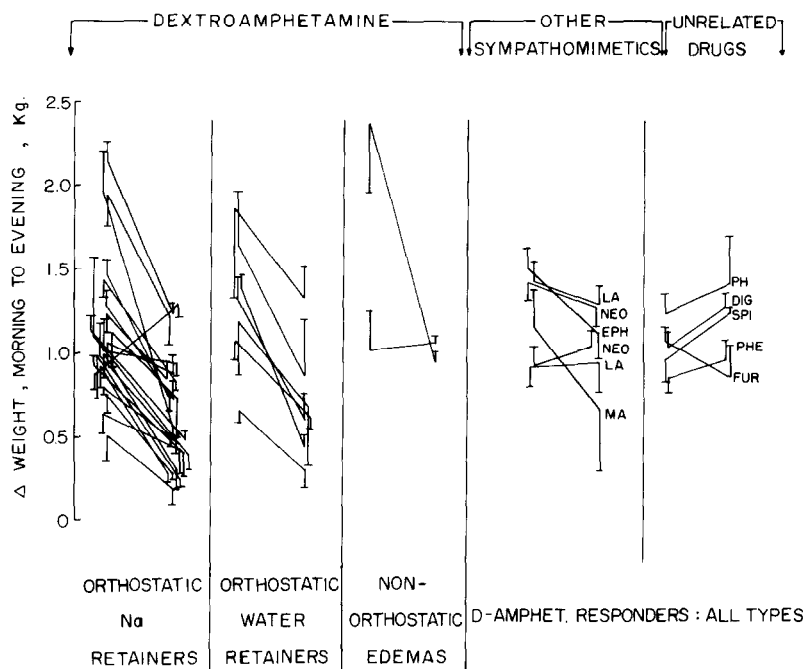 DEXTROAMPHETAMINE
OTHER
SYMPATHOMIMETICS
UNRELATED
DRUGS
Δ WEIGHT, MORNING TO EVENING, Kg.
2.5
2.0
1.5
1.0
0.5
0
LA
NEO
EPH
NEO
LA
MA
PH
DIG
SPI
PHE
FUR
ORTHOSTATIC
Na
RETAINERS
ORTHOSTATIC
WATER
RETAINERS
NON-
ORTHOSTATIC
EDEMAS
D-AMPHET. RESPONDERS : ALL TYPES